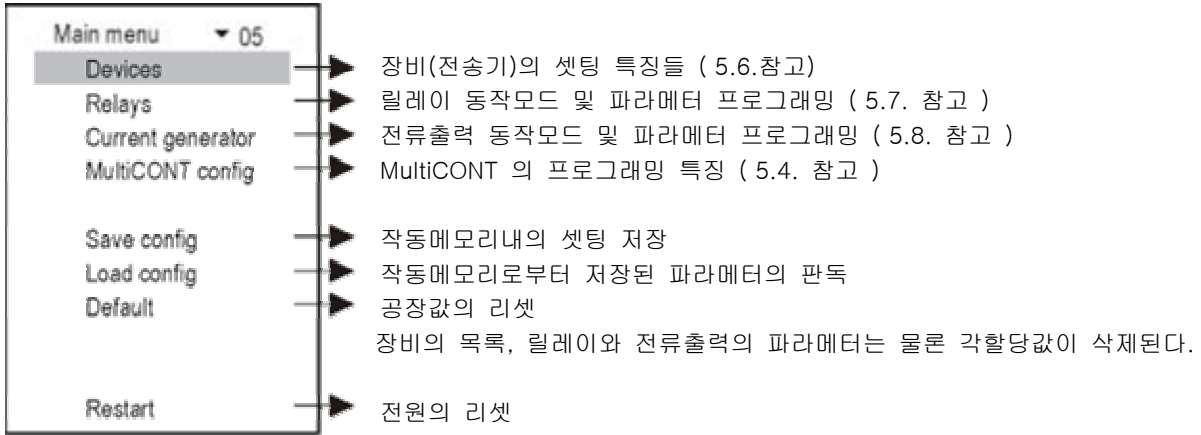 Main menu ▼ 05
Devices 장비(전송기)의 셋팅 특징들 ( 5.6.참고)
Relays 릴레이 동작모드 및 파라메터 프로그래밍 ( 5.7. 참고 )
Current generator 전류출력 동작모드 및 파라메터 프로그래밍 ( 5.8. 참고 )
MultiCONT config MultiCONT 의 프로그래밍 특징 ( 5.4. 참고 )
Save config 작동메모리내의 셋팅 저장
Load config 작동메모리로부터 저장된 파라메터의 판독
Default 공장값의 리셋
장비의 목록, 릴레이와 전류출력의 파라메터는 물론 각할당값이 삭제된다.
Restart 전원의 리셋